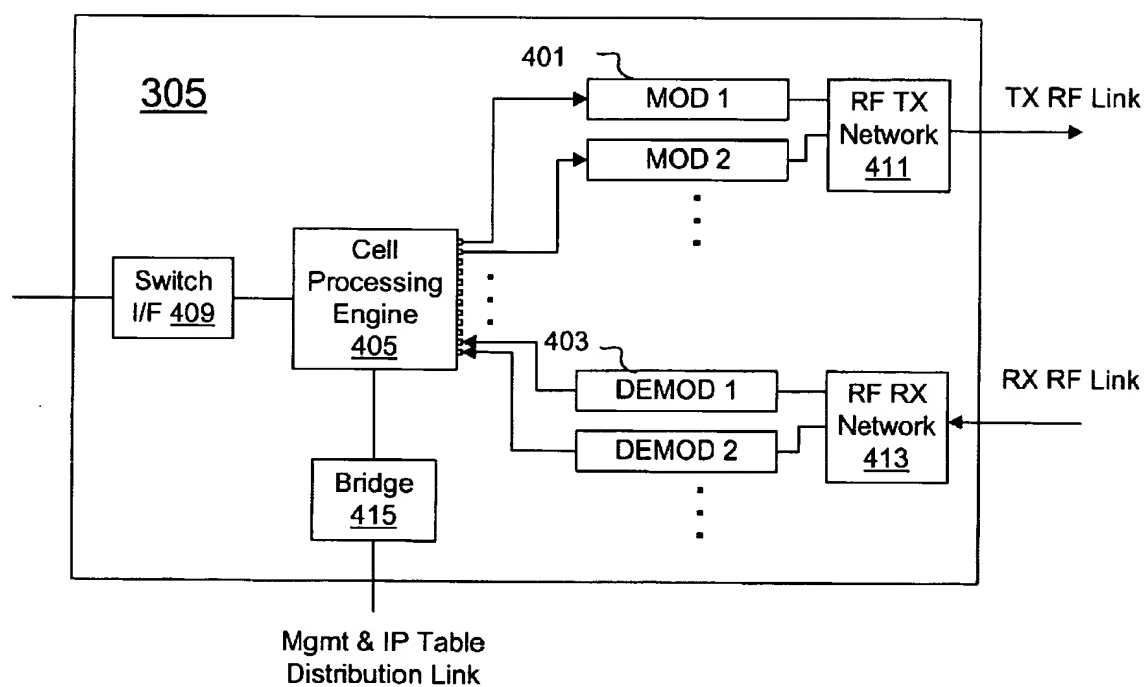 305
401
MOD 1
MOD 2
RF TX
Network
411
TX RF Link
Switch
I/F 409
Cell
Processing
Engine
405
403
DEMOD 1
DEMOD 2
RF RX
Network
413
RX RF Link
Bridge
415
Mgmt & IP Table
Distribution Link